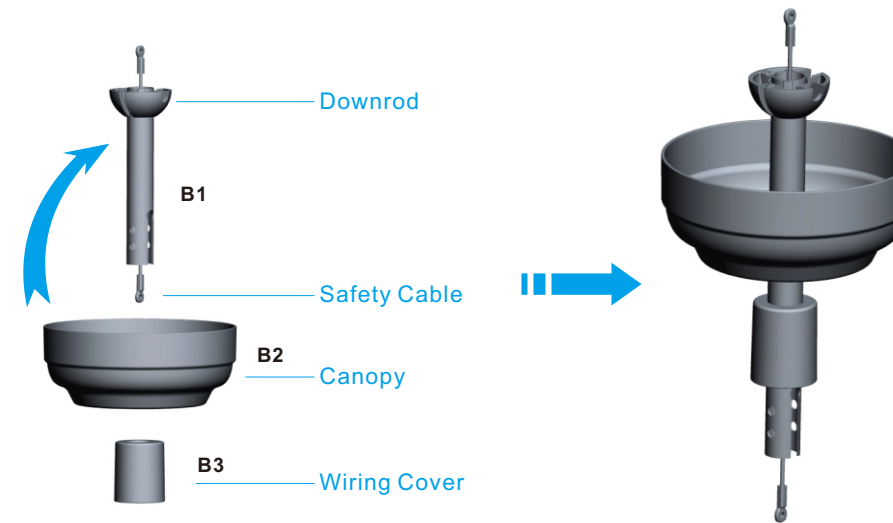 Downrod
B1
Safety Cable
B2
Canopy
B3
Wiring Cover